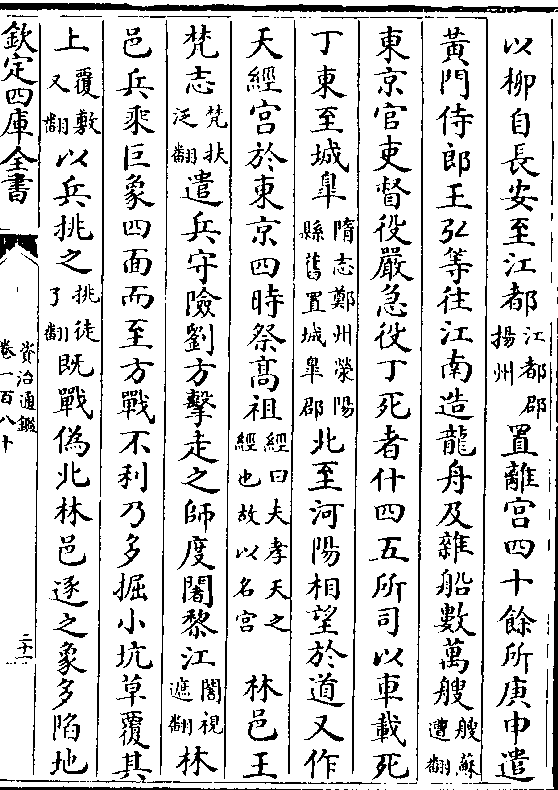 以柳自長安至江都江都郡揚州置離宮四十餘所庚申遣
黃門侍郎王弘等往江南造龍舟及雜船數萬艘艘蘇遭翻
東京官吏督役嚴急役丁死者什四五所司以車載死
丁東至城臯隋志鄭州滎陽縣舊置城臯郡北至河陽相望於道又作
天經宮於東京四時祭髙祖經曰夫孝天之經也故以名宮林邑王
梵志梵扶泛翻遣兵守險劉方擊走之師度闍黎江闍視遮翻林
邑兵乘巨象四面而至方戰不利乃多掘小坑草覆其
上覆敷又翻以兵挑之挑徒了翻既戰偽北林邑逐之象多陷地
欽定四庫全書
資治通鑑
卷一百八十
二十一